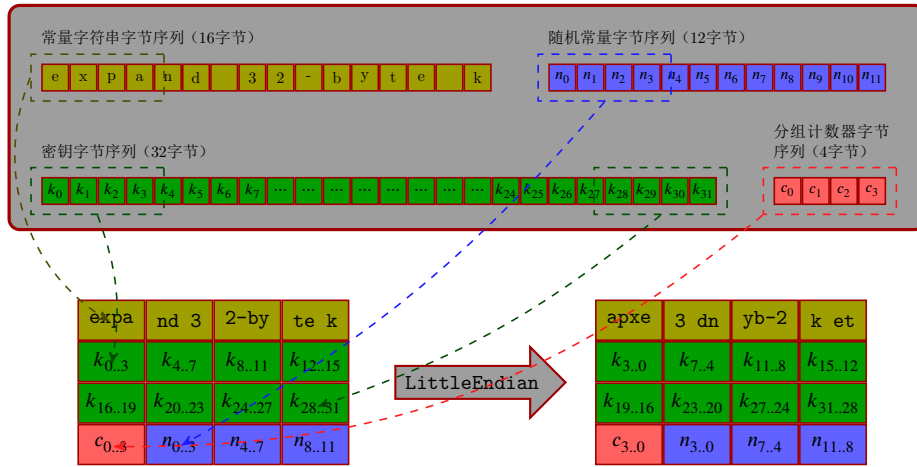 常量字符串字节序列（16字节）
随机常量字节序列（12字节）
e x p a n d 3 2 - b y t e k
n0 n1 n2 n3 n4 n5 n6 n7 n8 n9 n10 n11
分组计数器字节
序列（4字节）
密钥字节序列（32字节）
k0 k1 k2 k3 k4 k5 k6 k7 ... ... ... ... ... ... ... ... k24 k25 k26 k27 k28 k29 k30 k31
c0 c1 c2 c3
expa nd 3 2-by te k
k0..3 k4..7 k8..11 k12..15
k16..19 k20..23 k24..27 k28..31
c0..3 n0..3 n4..7 n8..11
LittleEndian
apxe 3 dn yb-2 k et
k3..0 k7..4 k11..8 k15..12
k19..16 k23..20 k27..24 k31..28
c3..0 n3..0 n7..4 n11..8